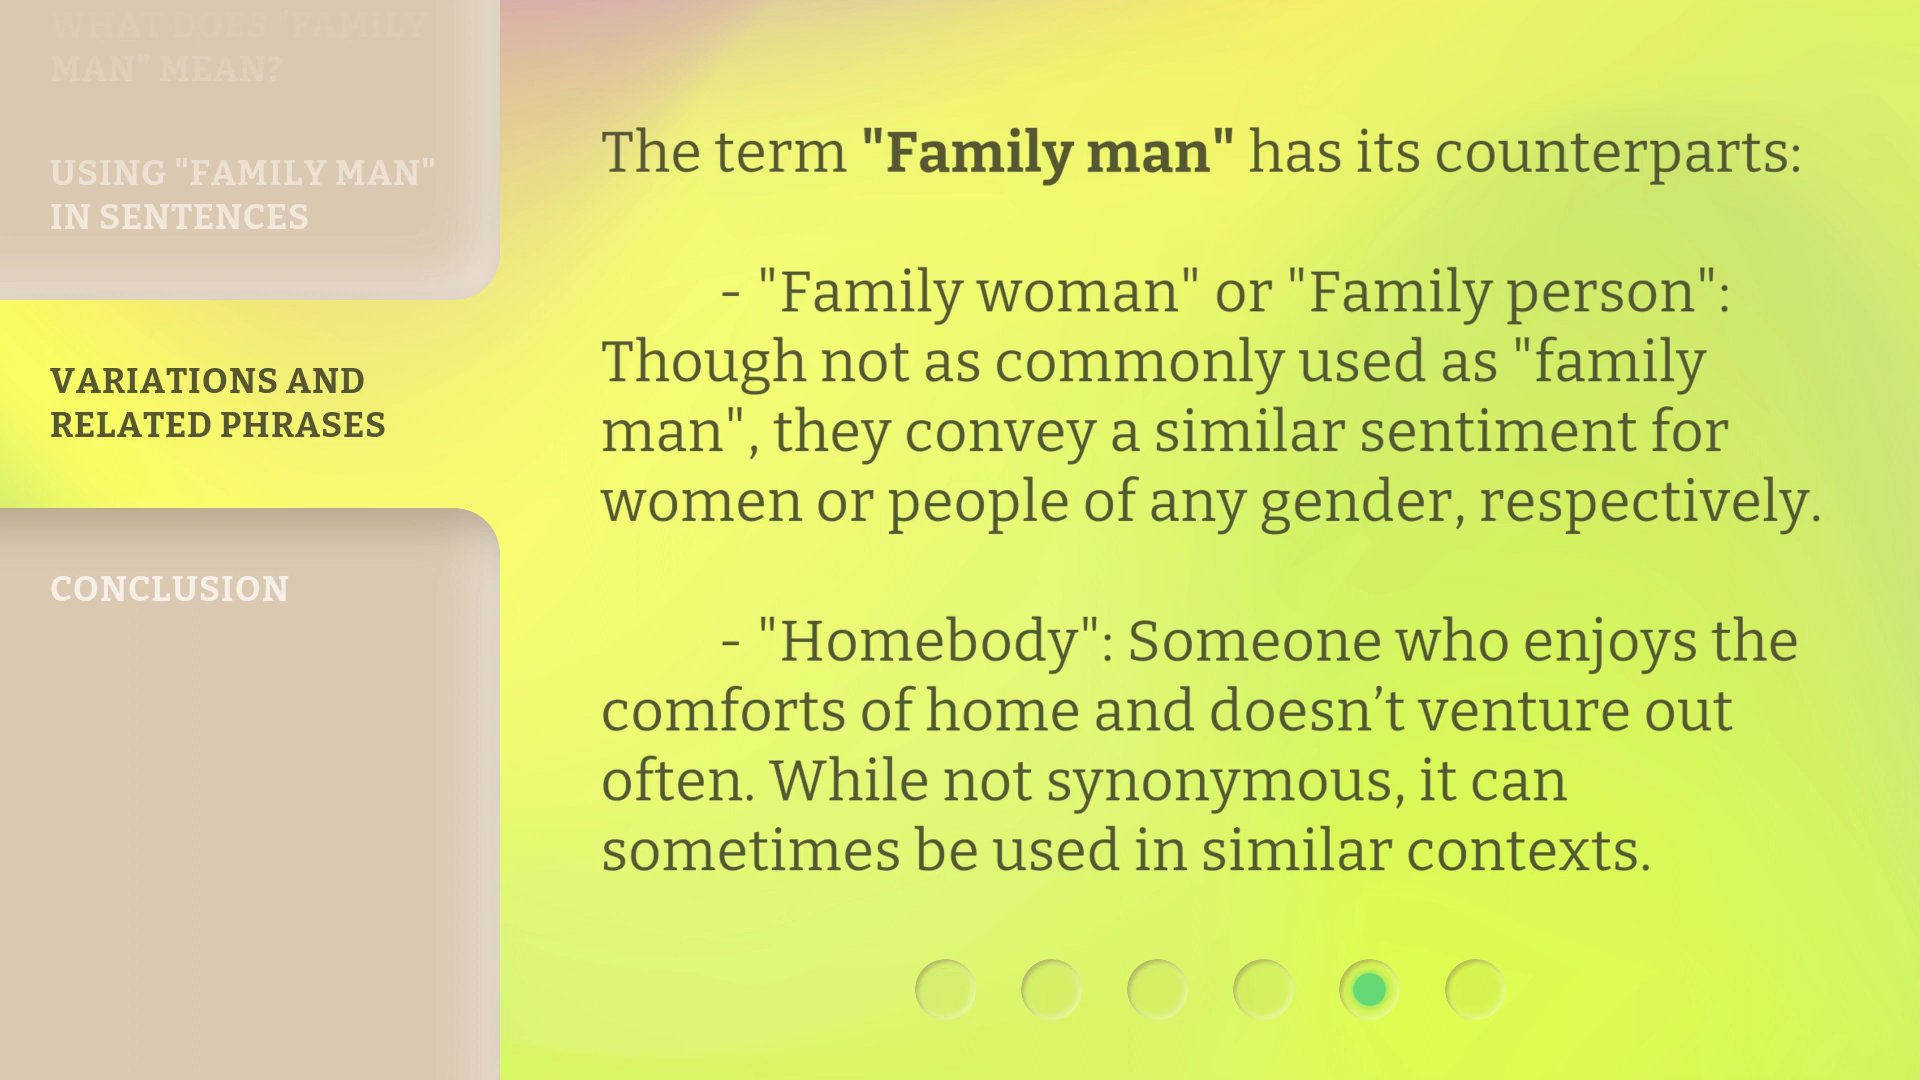 WHAT DOES "FAMILY
MAN" MEAN?
USING "FAMILY MAN"
IN SENTENCES
VARIATIONS AND
RELATED PHRASES
CONCLUSION
The term "Family man" has its counterparts:
- "Family woman" or "Family person":
Though not as commonly used as "family
man", they convey a similar sentiment for
women or people of any gender, respectively.
- "Homebody": Someone who enjoys the
comforts of home and doesn’t venture out
often. While not synonymous, it can
sometimes be used in similar contexts.